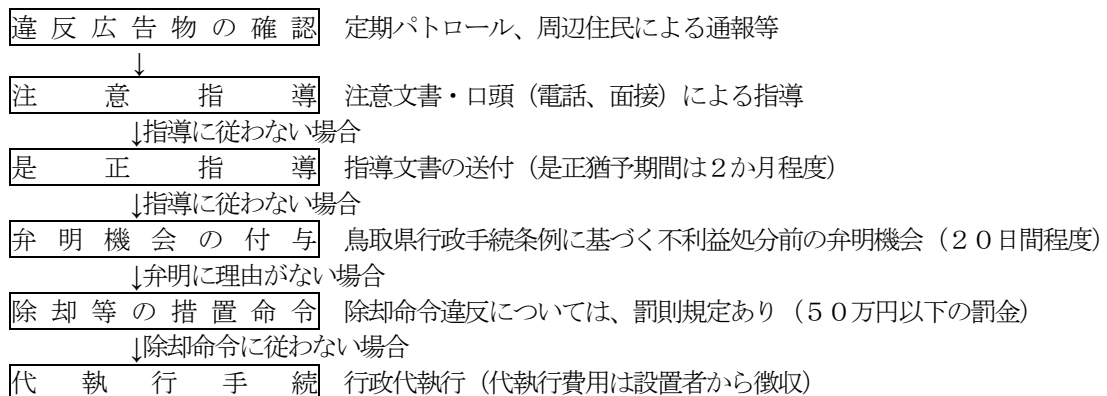 違反広告物の確認 定期パトロール、周辺住民による通報等
↓
注意指導 注意文書・口頭（電話、面接）による指導
↓指導に従わない場合
是正指導 指導文書の送付（是正猶予期間は２か月程度）
↓指導に従わない場合
弁明機会の付与 鳥取県行政手続条例に基づく不利益処分前の弁明機会（２０日間程度）
↓弁明に理由がない場合
除却等の措置命令 除却命令違反については、罰則規定あり（５０万円以下の罰金）
↓除却命令に従わない場合
代執行手続 行政代執行（代執行費用は設置者から徴収）